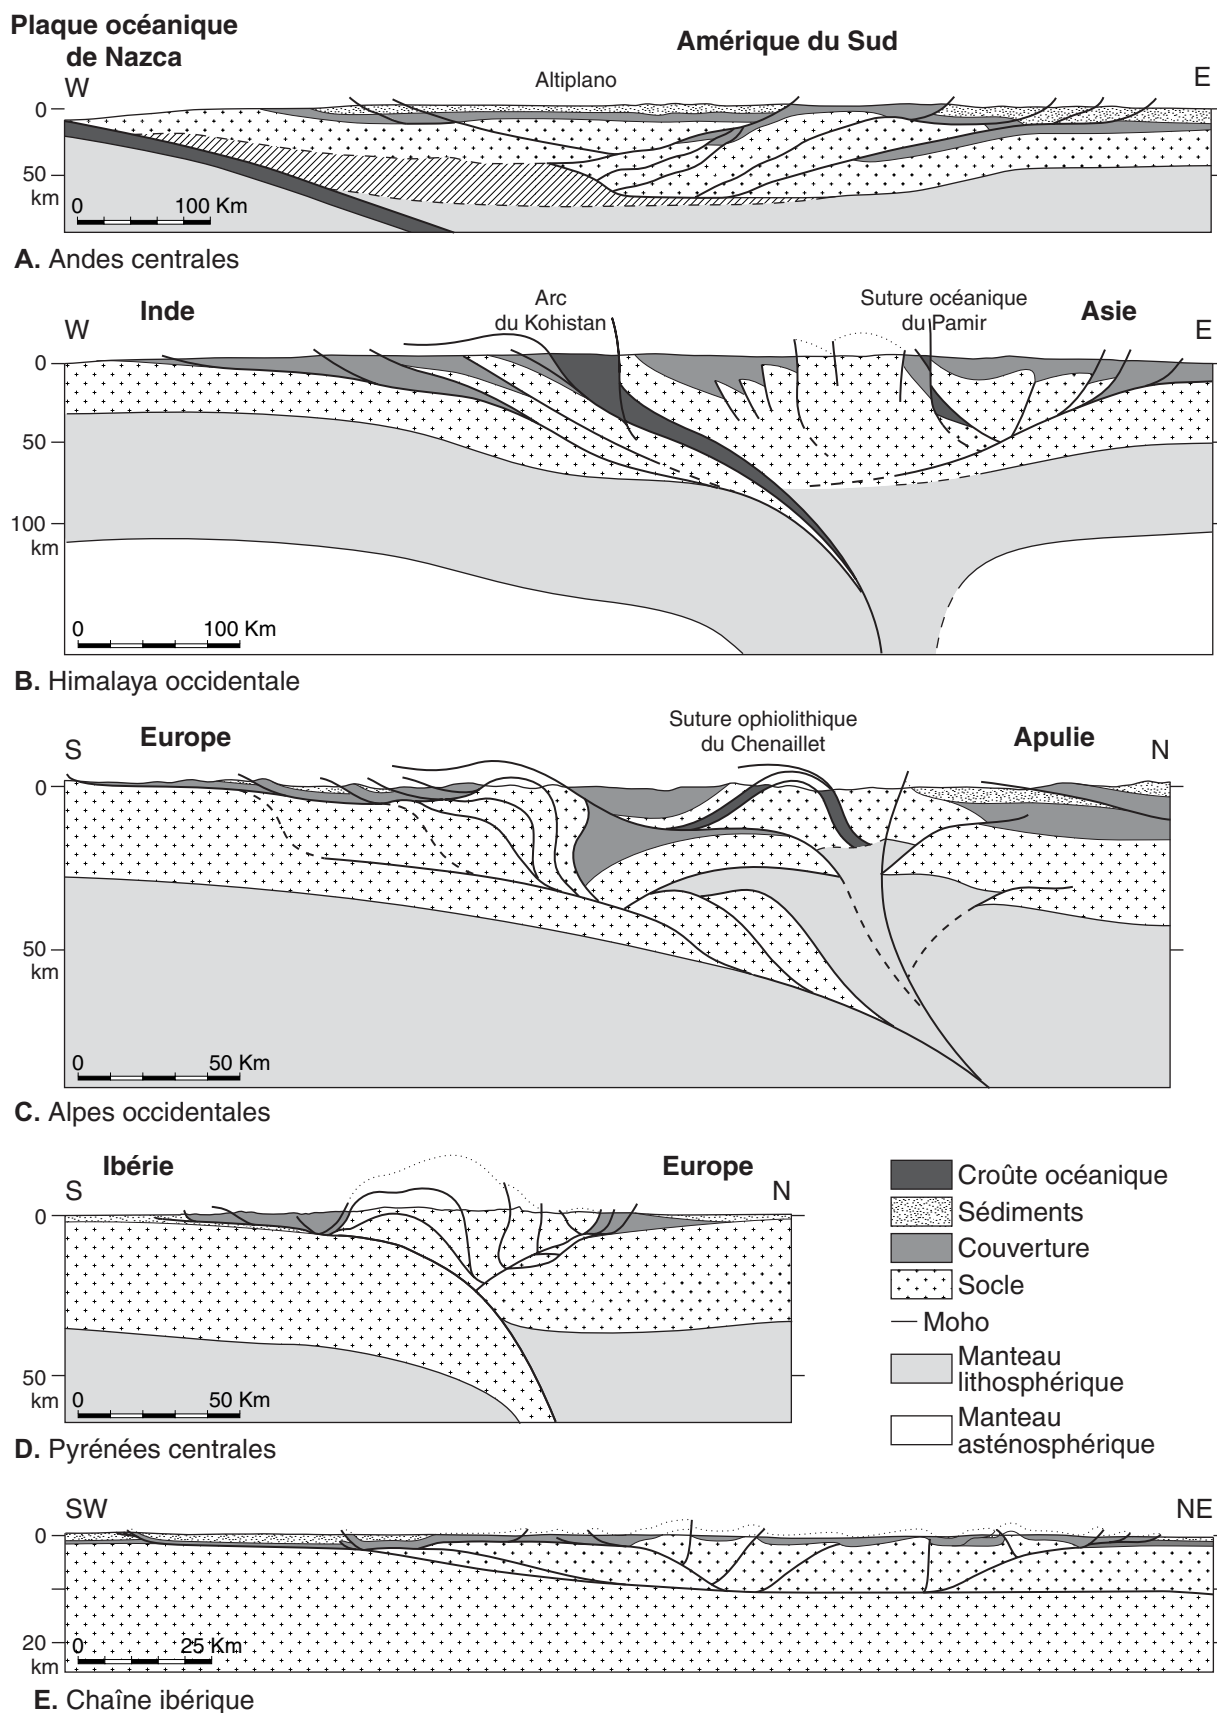 Plaque océanique
de Nazca
Amérique du Sud
W
Altiplano
E
0
50
km
0 100 Km
A. Andes centrales
Inde
Arc
du Kohistan
Suture océanique
du Pamir
Asie
W
E
0
50
100
km
0 100 Km
B. Himalaya occidentale
Suture ophiolithique
du Chenaillet
S
Europe
Apulie
N
0
50
km
0 50 Km
C. Alpes occidentales
Ibérie
Europe
S
N
0
50
km
0 50 Km
D. Pyrénées centrales
Croûte océanique
Sédiments
Couverture
Socle
Moho
Manteau
lithosphérique
Manteau
asténosphérique
SW
NE
0
20
km
0 25 Km
E. Chaîne ibérique